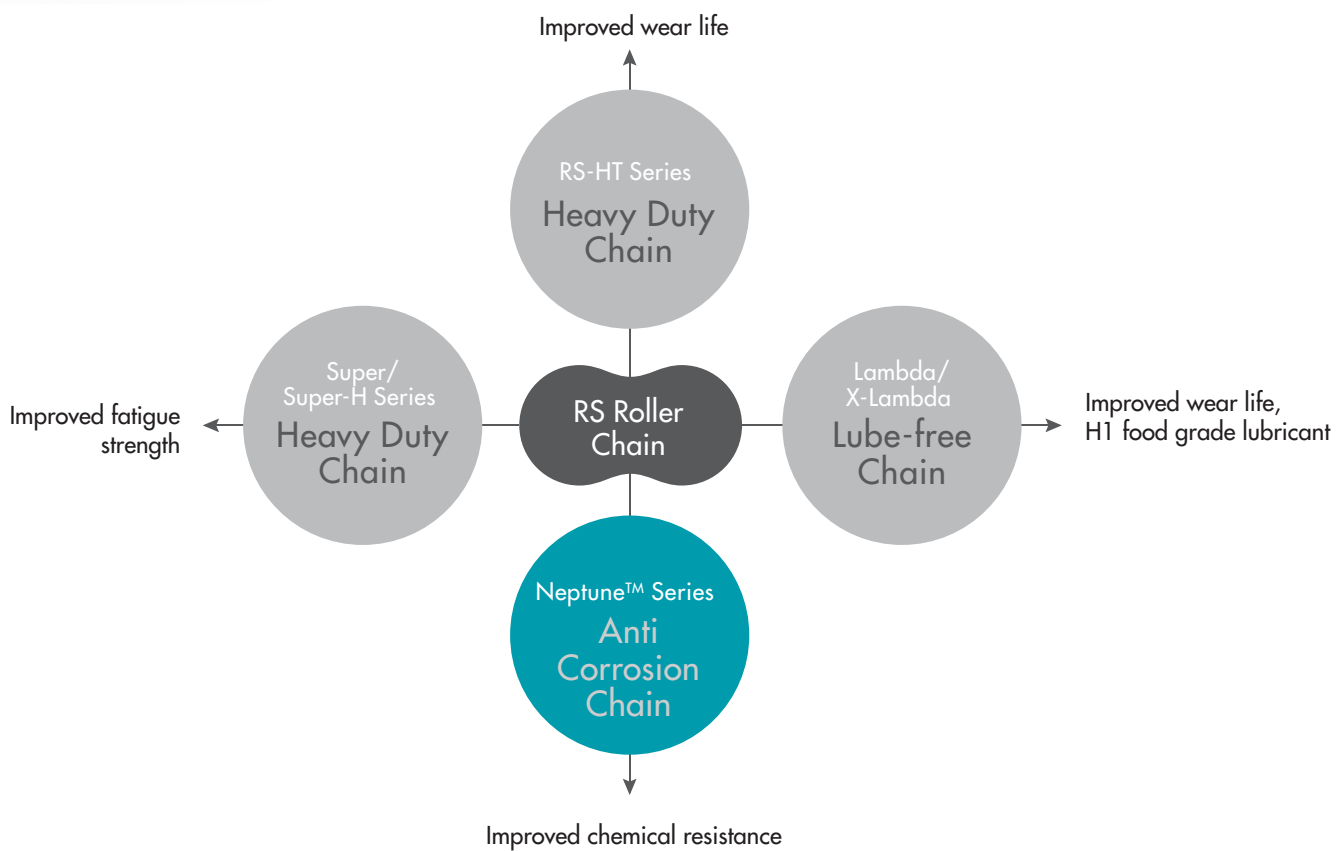 Improved wear life
RS-HT Series
Heavy Duty
Chain
Super/
Super-H Series
Heavy Duty
Chain
Improved fatigue
strength
RS Roller
Chain
Lambda/
X-Lambda
Lube-free
Chain
Improved wear life,
H1 food grade lubricant
Neptune™ Series
Anti
Corrosion
Chain
Improved chemical resistance